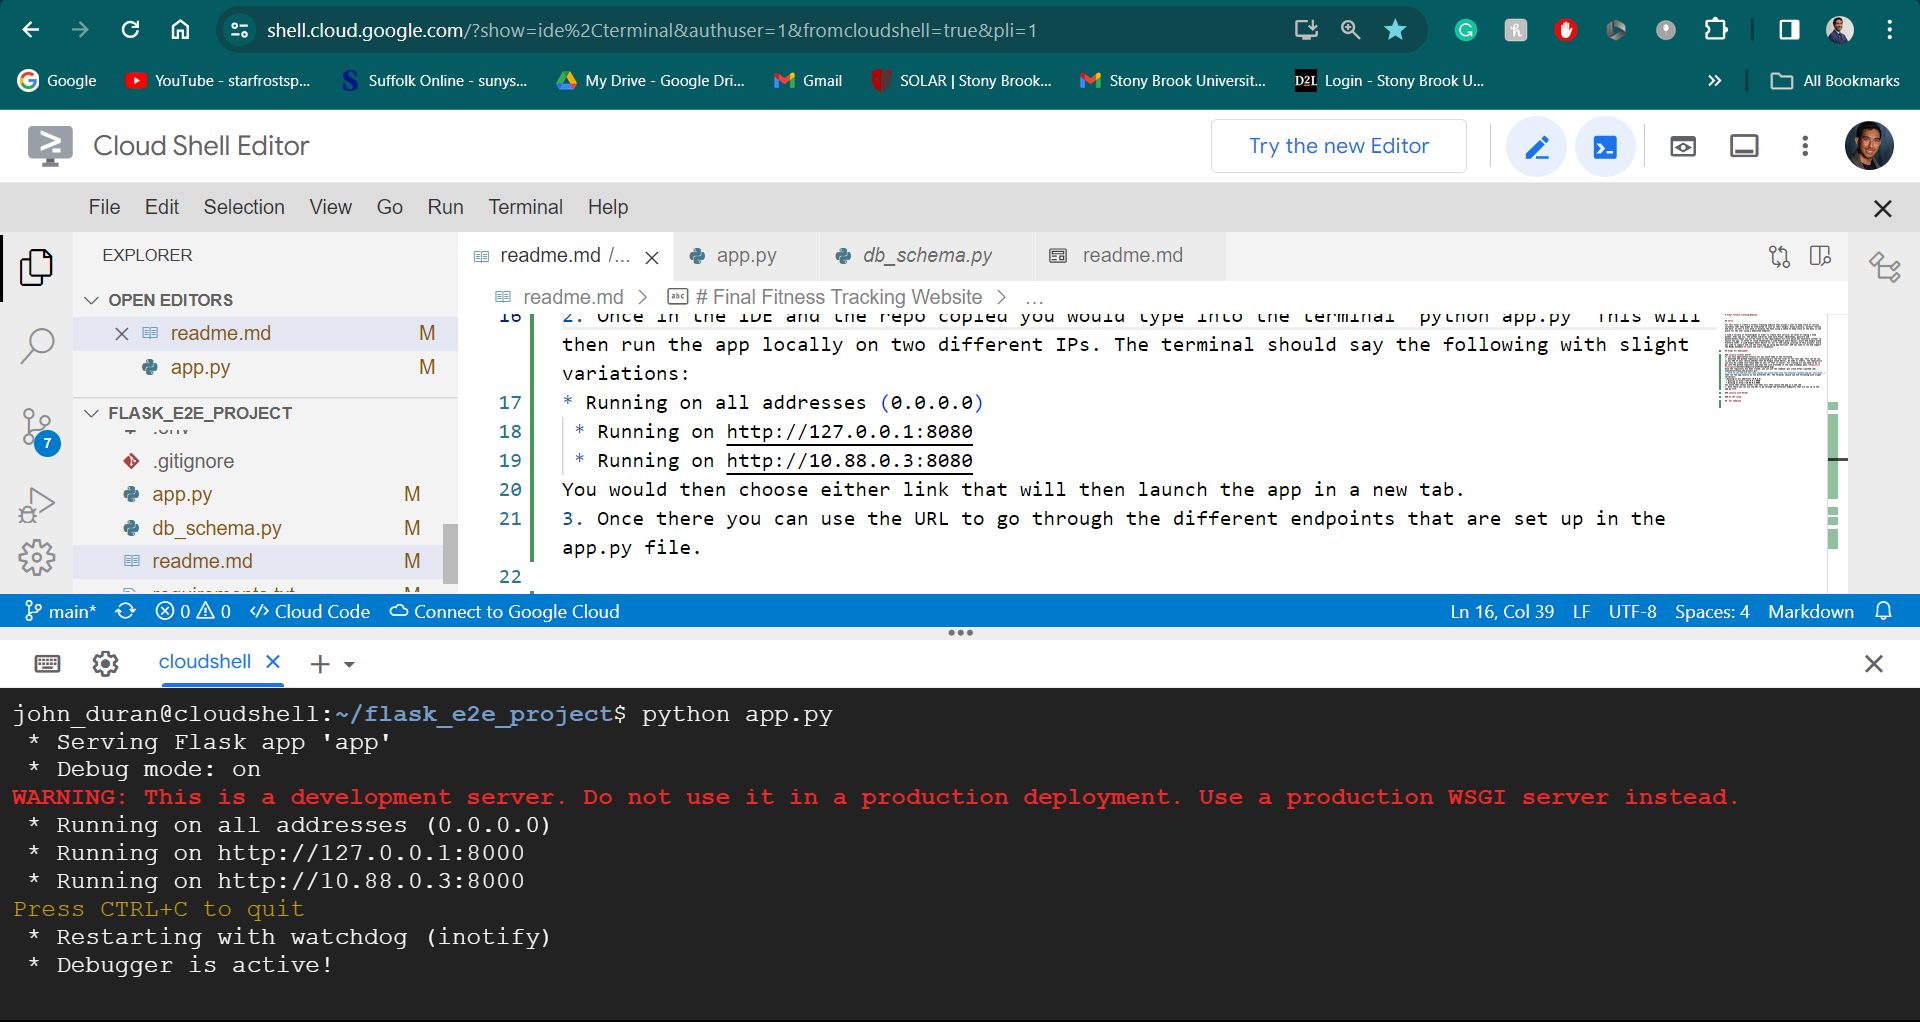 shell.cloud.google.com/?show=ide%2Cterminal&authuser=1&fromcloudshell=true&pli=1
Google YouTube - starfrostsp... Suffolk Online - sunys... My Drive - Google Dri... Gmail SOLAR | Stony Brook... Stony Brook Universit... D2L Login - Stony Brook U... » All Bookmarks
Cloud Shell Editor Try the new Editor
File Edit Selection View Go Run Terminal Help
EXPLORER
OPEN EDITORS
readme.md M
app.py M
FLASK_E2E_PROJECT
.env
.gitignore
app.py M
db_schema.py M
readme.md M
requirements.txt M
readme.md /... app.py db_schema.py readme.md
readme.md > # Final Fitness Tracking Website > ...
16 2. Once in the IDE and the repo copied you would type into the terminal "python app.py" This will
then run the app locally on two different IPs. The terminal should say the following with slight
variations:
17 * Running on all addresses (0.0.0.0)
18 * Running on http://127.0.0.1:8080
19 * Running on http://10.88.0.3:8080
20 You would then choose either link that will then launch the app in a new tab.
21 3. Once there you can use the URL to go through the different endpoints that are set up in the
app.py file.
22
7
main* 0 0 </> Cloud Code Connect to Google Cloud Ln 16, Col 39 LF UTF-8 Spaces: 4 Markdown
cloudshell
john_duran@cloudshell:~/flask_e2e_project$ python app.py
* Serving Flask app 'app'
* Debug mode: on
WARNING: This is a development server. Do not use it in a production deployment. Use a production WSGI server instead.
* Running on all addresses (0.0.0.0)
* Running on http://127.0.0.1:8000
* Running on http://10.88.0.3:8000
Press CTRL+C to quit
* Restarting with watchdog (inotify)
* Debugger is active!